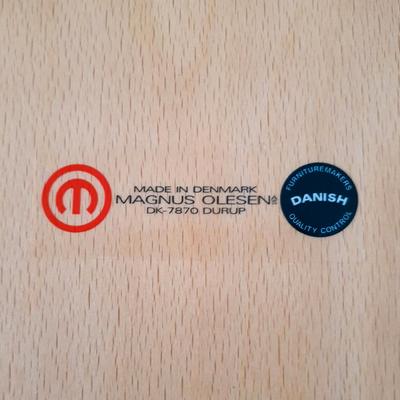 MADE IN DENMARK
MAGNUS OLESEN A/S
DK-7870 DURUP
FURNITUREMAKERS
DANISH
QUALITY CONTROL